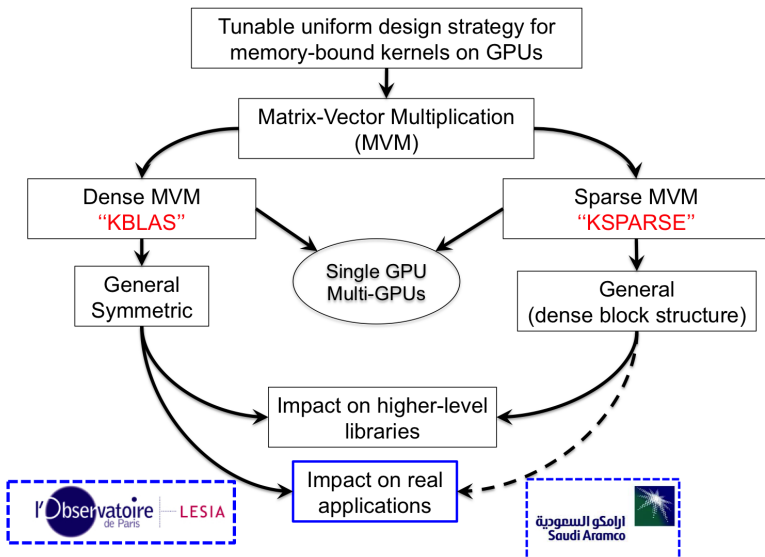 Tunable uniform design strategy for
memory-bound kernels on GPUs
Matrix-Vector Multiplication
(MVM)
Dense MVM
“KBLAS”
Sparse MVM
“KSPARSE”
Single GPU
Multi-GPUs
General
Symmetric
General
(dense block structure)
Impact on higher-level
libraries
Impact on real
applications
l'Observatoire
de Paris
LESIA
ارامكو السعودية
Saudi Aramco